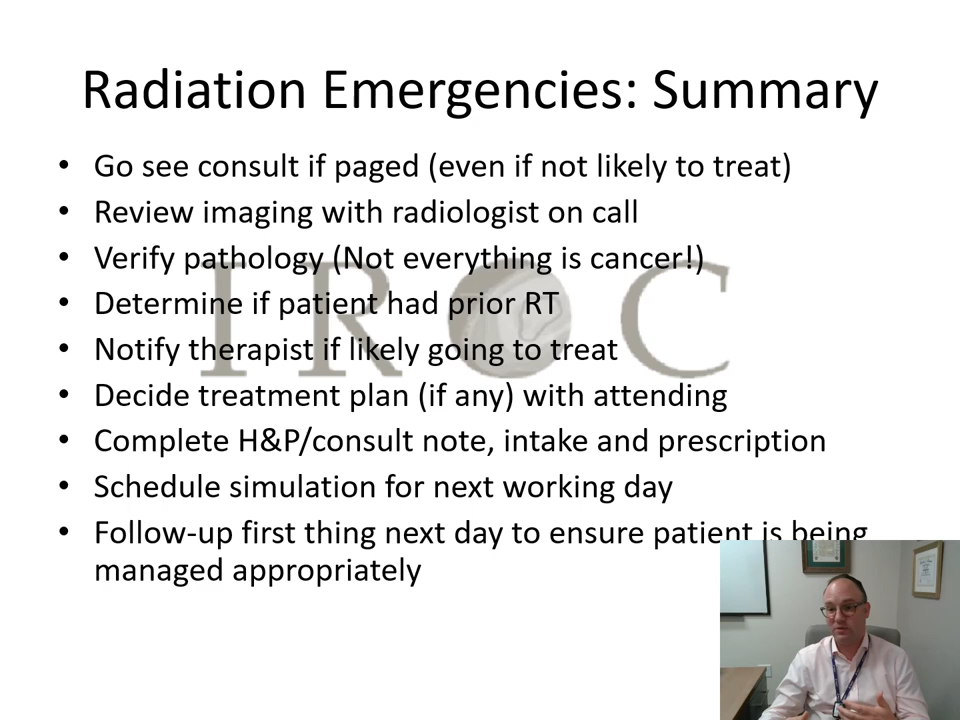 Radiation Emergencies: Summary
• Go see consult if paged (even if not likely to treat)
• Review imaging with radiologist on call
• Verify pathology (Not everything is cancer!)
• Determine if patient had prior RT
• Notify therapist if likely going to treat
• Decide treatment plan (if any) with attending
• Complete H&P/consult note, intake and prescription
• Schedule simulation for next working day
• Follow-up first thing next day to ensure patient is being
managed appropriately
IROC